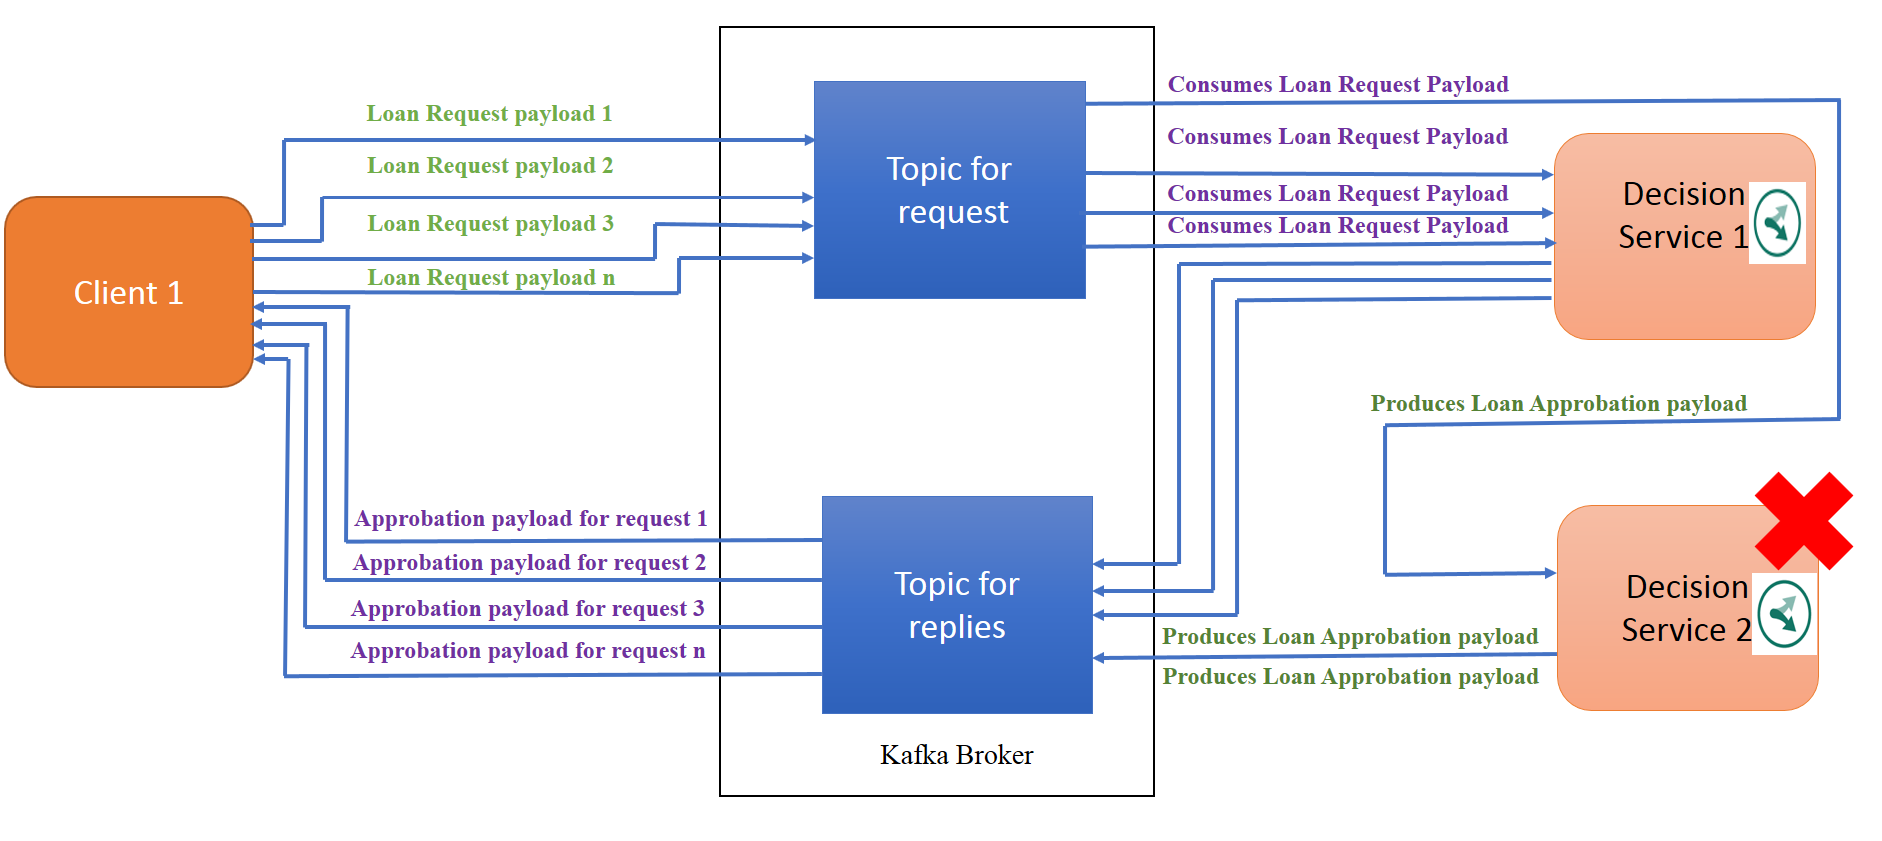 Loan Request payload 1
Loan Request payload 2
Loan Request payload 3
Loan Request payload n
Client 1
Topic for
request
Consumes Loan Request Payload
Consumes Loan Request Payload
Consumes Loan Request Payload
Consumes Loan Request Payload
Decision
Service 1
Produces Loan Approbation payload
Approbation payload for request 1
Approbation payload for request 2
Approbation payload for request 3
Approbation payload for request n
Topic for
replies
Produces Loan Approbation payload
Produces Loan Approbation payload
Decision
Service 2
Kafka Broker